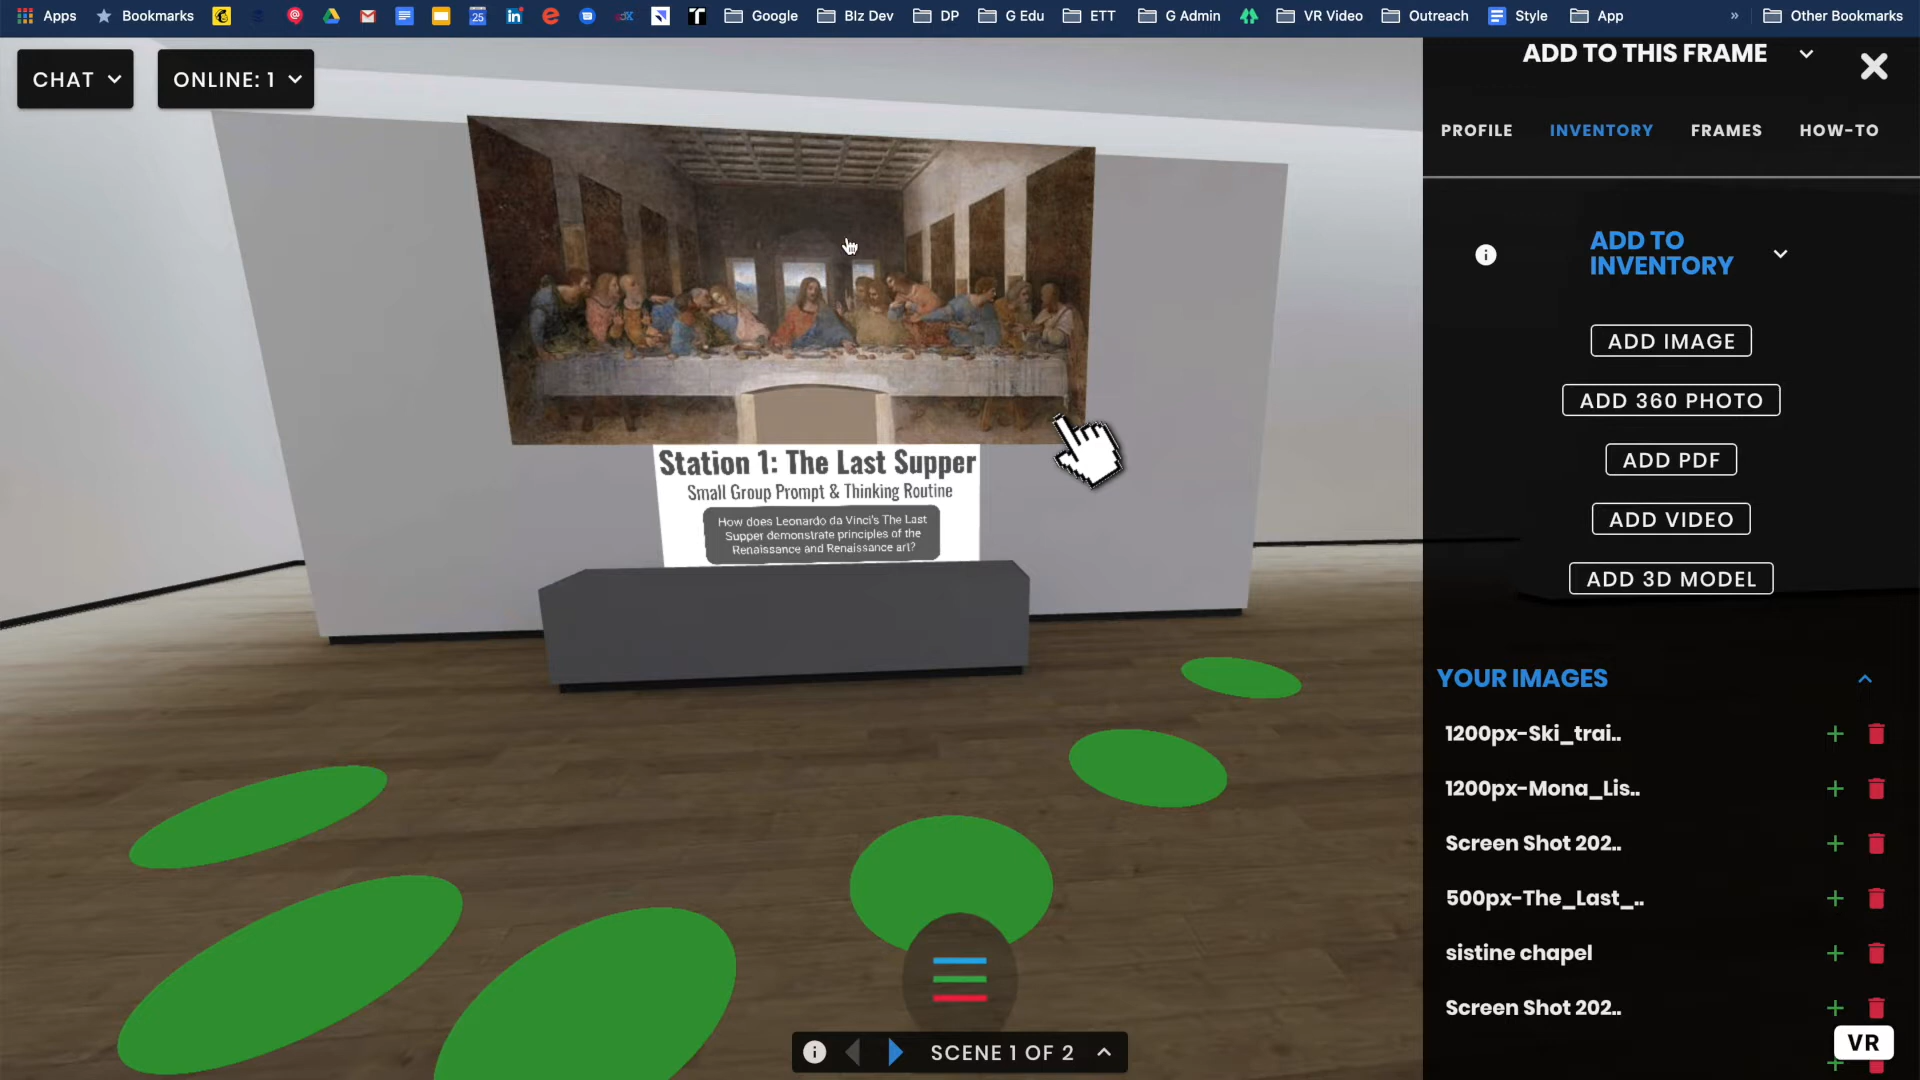 Apps
Bookmarks
25
Google
BIz Dev
DP
G Edu
ETT
G Admin
VR Video
Outreach
Style
App
»
Other Bookmarks
CHAT
ONLINE: 1
ADD TO THIS FRAME
PROFILE
INVENTORY
FRAMES
HOW-TO
ADD TO
INVENTORY
ADD IMAGE
ADD 360 PHOTO
ADD PDF
ADD VIDEO
ADD 3D MODEL
Station 1: The Last Supper
Small Group Prompt & Thinking Routine
How does Leonardo da Vinci's The Last
Supper demonstrate principles of the
Renaissance and Renaissance art?
YOUR IMAGES
1200px-Ski_trai..
1200px-Mona_Lis..
Screen Shot 202..
500px-The_Last_..
sistine chapel
Screen Shot 202..
VR
SCENE 1 OF 2